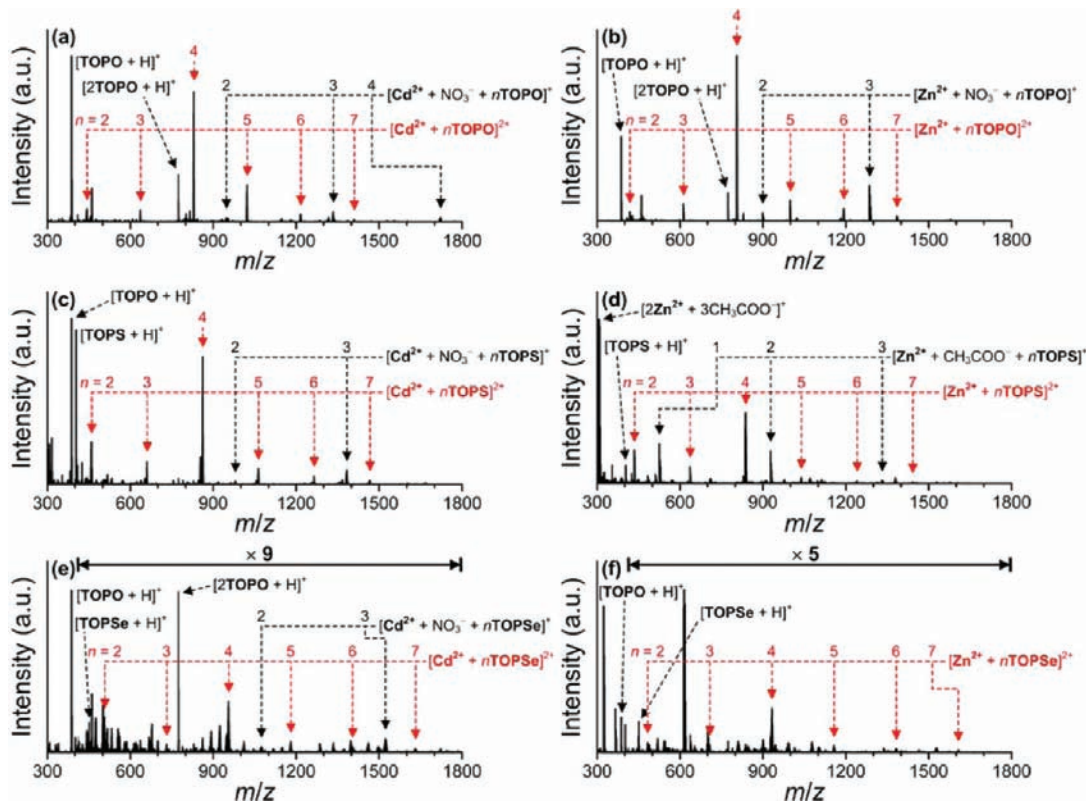 (a)
[TOPO + H]⁺
[2TOPO + H]⁺
4
2 3 4 [Cd²⁺ + NO₃⁻ + nTOPO]⁺
n = 2 3 5 6 7 [Cd²⁺ + nTOPO]²⁺
Intensity (a.u.)
300 600 900 1200 1500 1800
m/z
(b)
4
[TOPO + H]⁺
[2TOPO + H]⁺
2 3 [Zn²⁺ + NO₃⁻ + nTOPO]⁺
n = 2 3 5 6 7 [Zn²⁺ + nTOPO]²⁺
Intensity (a.u.)
300 600 900 1200 1500 1800
m/z
(c)
[TOPO + H]⁺
[TOPS + H]⁺
4
2 3 [Cd²⁺ + NO₃⁻ + nTOPS]⁺
n = 2 3 5 6 7 [Cd²⁺ + nTOPS]²⁺
Intensity (a.u.)
300 600 900 1200 1500 1800
m/z
(d)
[2Zn²⁺ + 3CH₃COO⁻]⁺
[TOPS + H]⁺
1 2 3 [Zn²⁺ + CH₃COO⁻ + nTOPS]⁺
n = 2 3 4 5 6 7 [Zn²⁺ + nTOPS]²⁺
Intensity (a.u.)
300 600 900 1200 1500 1800
m/z
× 9
(e)
[TOPO + H]⁺
[2TOPO + H]⁺
[TOPSe + H]⁺
2 3 [Cd²⁺ + NO₃⁻ + nTOPSe]⁺
n = 2 3 4 5 6 7 [Cd²⁺ + nTOPSe]²⁺
Intensity (a.u.)
300 600 900 1200 1500 1800
m/z
× 5
(f)
[TOPO + H]⁺
[TOPSe + H]⁺
n = 2 3 4 5 6 7 [Zn²⁺ + nTOPSe]²⁺
Intensity (a.u.)
300 600 900 1200 1500 1800
m/z